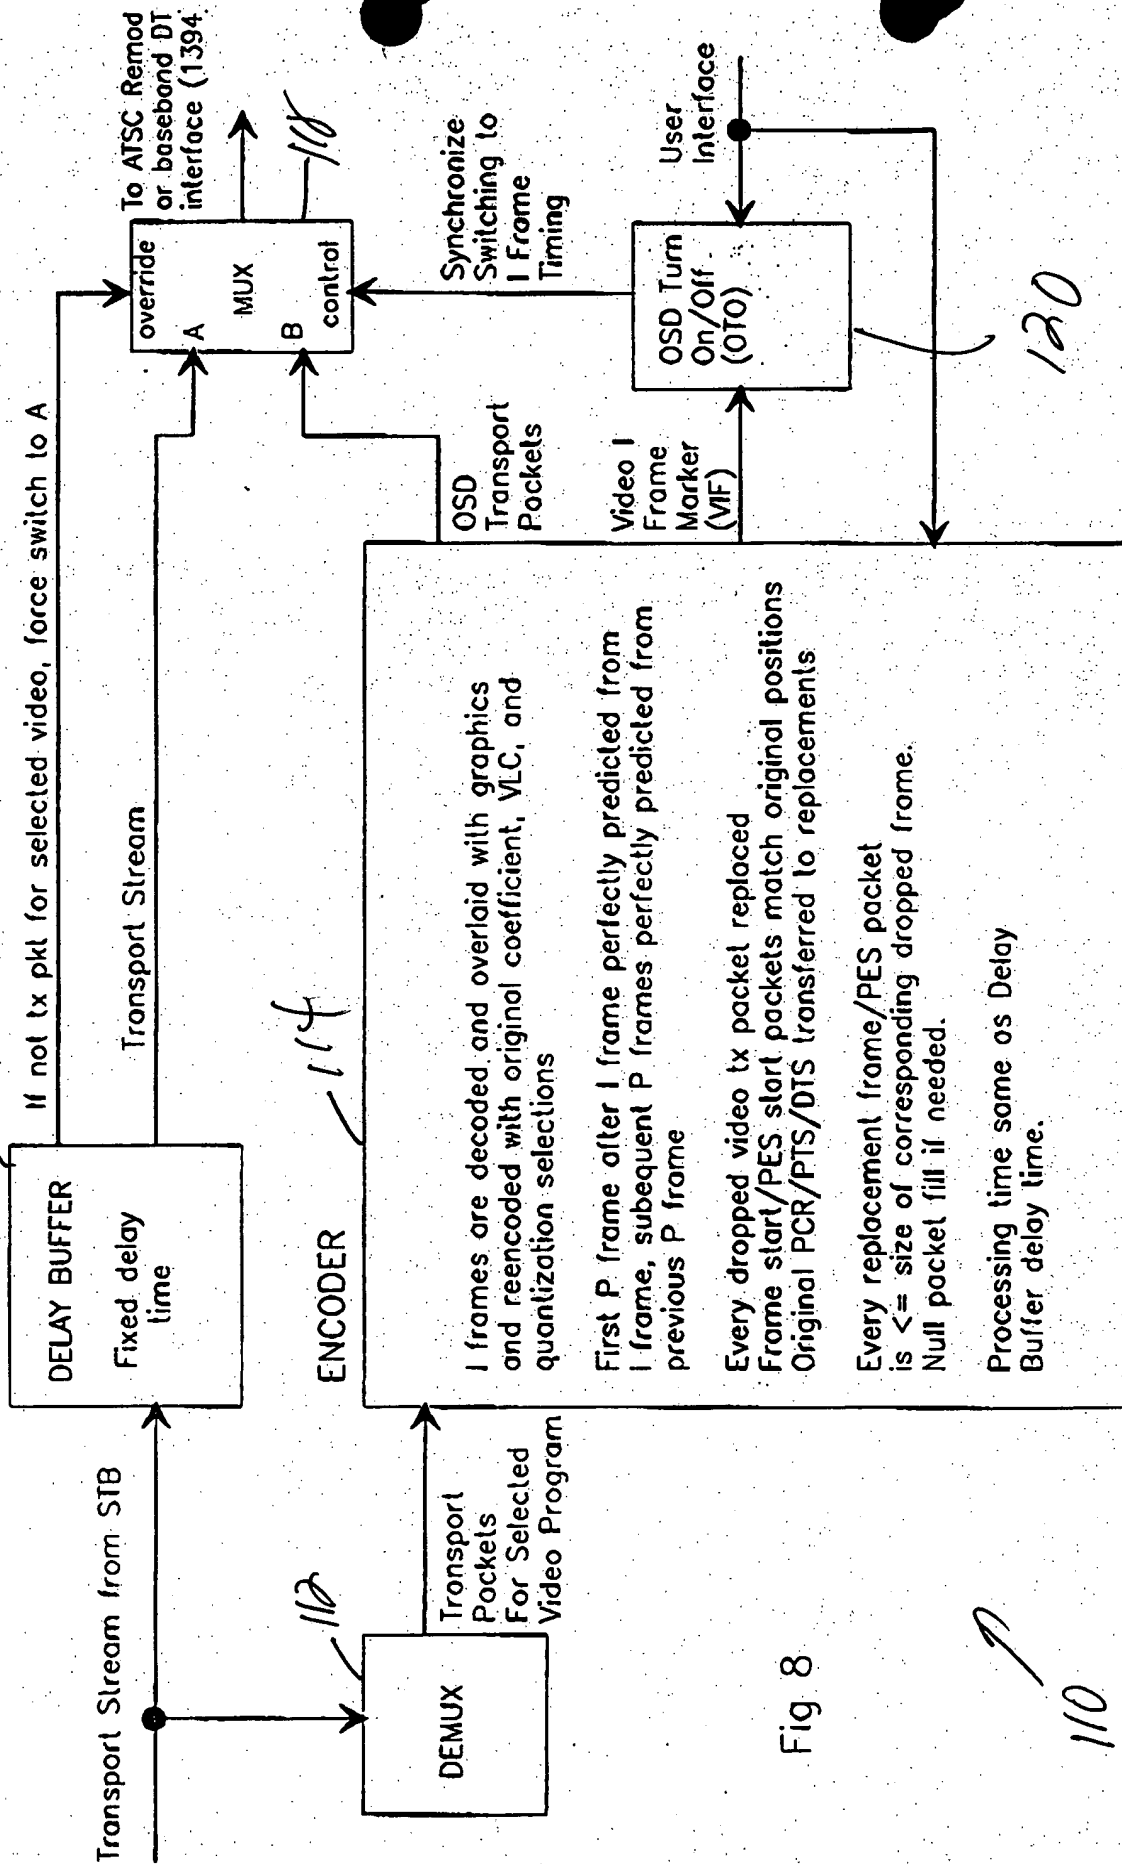 Transport Stream from STB
DELAY BUFFER
Fixed delay
time
If not tx pkt for selected video, force switch to A
Transport Stream
override
A
MUX
B
control
To ATSC Remod
or baseband DT
interface (1394
118
112
DEMUX
Transport
Packets
For Selected
Video Program
ENCODER
114
I frames are decoded and overlaid with graphics
and reencoded with original coefficient, VLC, and
quantization selections
First P frame after I frame perfectly predicted from
I frame, subequent P frames perfectly predicted from
previous P frame
Every dropped video tx packet replaced
Frame start/PES start packets match original positions
Original PCR/PTS/DTS transferred to replacements
Every replacement frame/PES packet
is <= size of corresponding dropped frame.
Null packet fill if needed.
Processing time same as Delay
Buffer delay time.
OSD
Transport
Packets
Video I
Frame
Marker
(VIF)
Synchronize
Switching to
I Frame
Timing
OSD Turn
On/Off
(OTO)
User
Interface
120
Fig 8
110